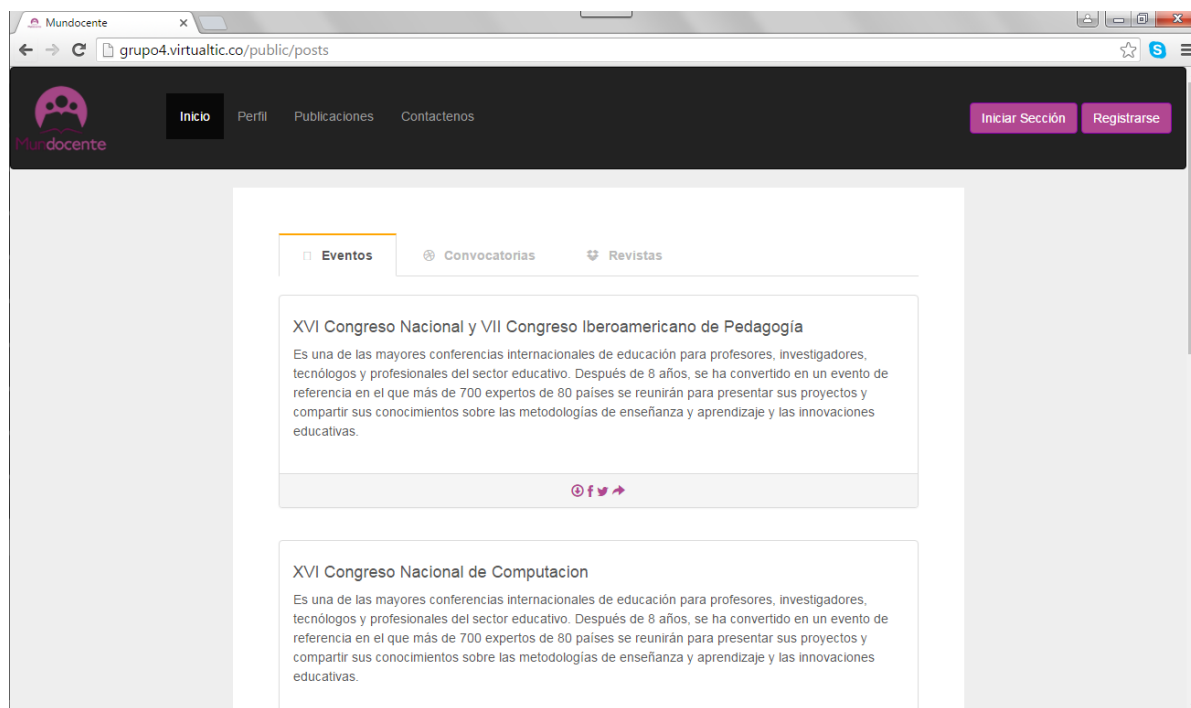 Mundocente
grupo4.virtualtic.co/public/posts
Mundocente
Inicio Perfil Publicaciones Contactenos
Iniciar Sección Registrarse
Eventos Convocatorias Revistas
XVI Congreso Nacional y VII Congreso Iberoamericano de Pedagogía
Es una de las mayores conferencias internacionales de educación para profesores, investigadores,
tecnólogos y profesionales del sector educativo. Después de 8 años, se ha convertido en un evento de
referencia en el que más de 700 expertos de 80 países se reunirán para presentar sus proyectos y
compartir sus conocimientos sobre las metodologías de enseñanza y aprendizaje y las innovaciones
educativas.
XVI Congreso Nacional de Computacion
Es una de las mayores conferencias internacionales de educación para profesores, investigadores,
tecnólogos y profesionales del sector educativo. Después de 8 años, se ha convertido en un evento de
referencia en el que más de 700 expertos de 80 países se reunirán para presentar sus proyectos y
compartir sus conocimientos sobre las metodologías de enseñanza y aprendizaje y las innovaciones
educativas.